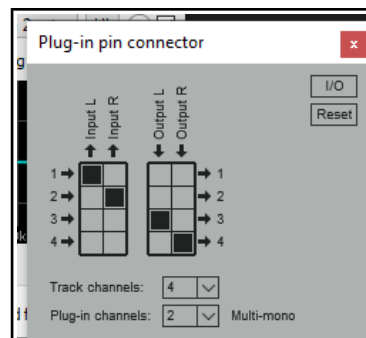 Plug-in pin connector
x
I/O
Reset
Input L
Input R
Output L
Output R
1
2
3
4
1
2
3
4
Track channels: 4
Plug-in channels: 2 Multi-mono